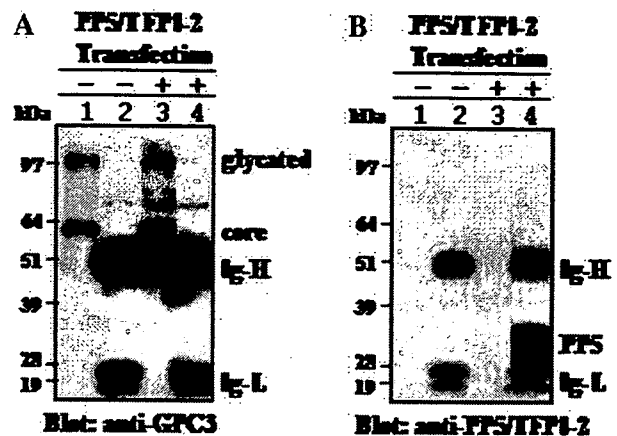 A
PP5/TFPI-2
Transfection
− − + +
kDa 1 2 3 4
97
64
51
39
28
19
glycated
core
Ig-H
Ig-L
Blot: anti-GPC3
B
PP5/TFPI-2
Transfection
− − + +
kDa 1 2 3 4
97
64
51
39
28
19
Ig-H
PP5
Ig-L
Blot: anti-PP5/TFPI-2